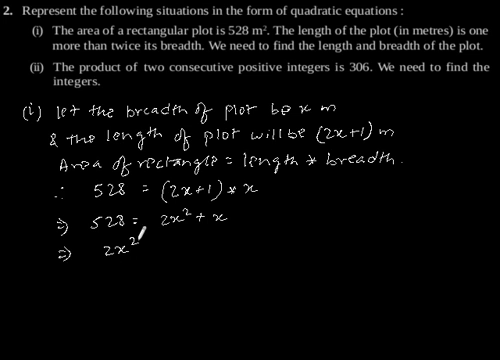 2. Represent the following situations in the form of quadratic equations :
(i) The area of a rectangular plot is 528 m². The length of the plot (in metres) is one
more than twice its breadth. We need to find the length and breadth of the plot.
(ii) The product of two consecutive positive integers is 306. We need to find the
integers.
(i) let the breadth of plot be x m
& the length of plot will be (2x+1) m
Area of rectangle = length * breadth.
∴ 528 = (2x+1) * x
⇒ 528 = 2x² + x
⇒ 2x²